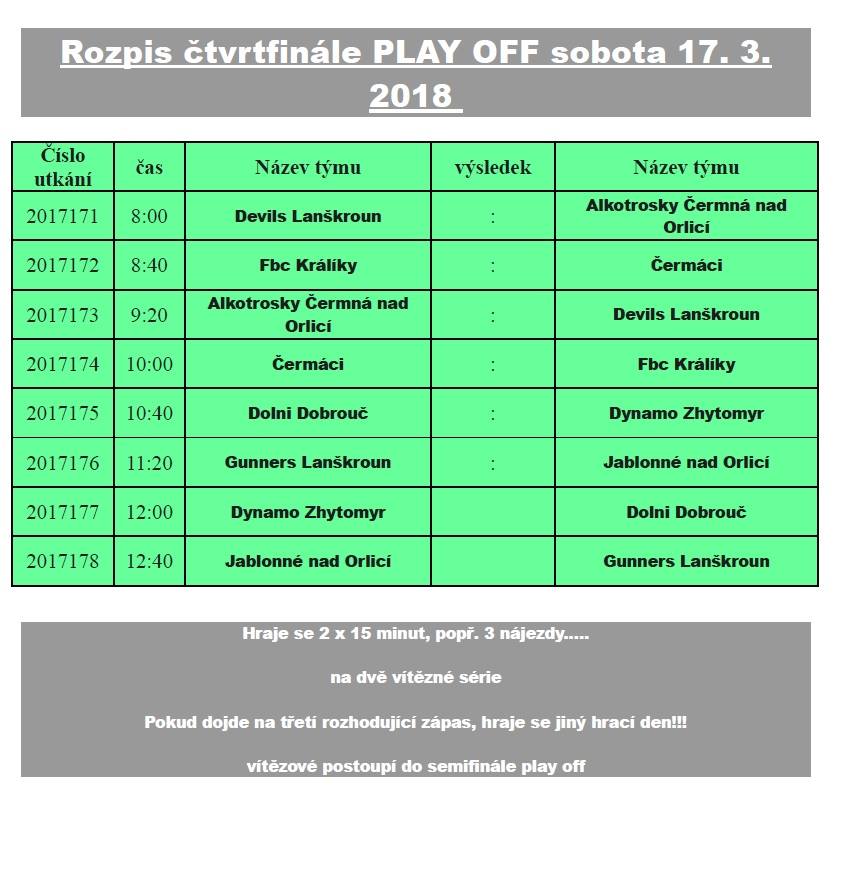 Rozpis čtvrtfinále PLAY OFF sobota 17. 3.
2018
Číslo utkání čas Název týmu výsledek Název týmu
2017171 8:00 Devils Lanškroun : Alkotrosky Čermná nad Orlicí
2017172 8:40 Fbc Králíky : Čermáci
2017173 9:20 Alkotrosky Čermná nad Orlicí : Devils Lanškroun
2017174 10:00 Čermáci : Fbc Králíky
2017175 10:40 Dolni Dobrouč : Dynamo Zhytomyr
2017176 11:20 Gunners Lanškroun : Jablonné nad Orlicí
2017177 12:00 Dynamo Zhytomyr Dolni Dobrouč
2017178 12:40 Jablonné nad Orlicí Gunners Lanškroun
Hraje se 2 x 15 minut, popř. 3 nájezdy.....
na dvě vítězné série
Pokud dojde na třetí rozhodující zápas, hraje se jiný hrací den!!!
vítězové postoupí do semifinále play off